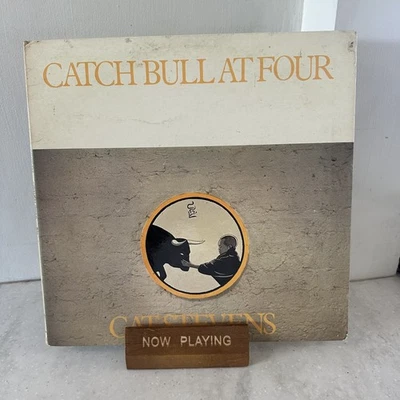 CATCH BULL AT FOUR
CAT STEVENS
NOW PLAYING